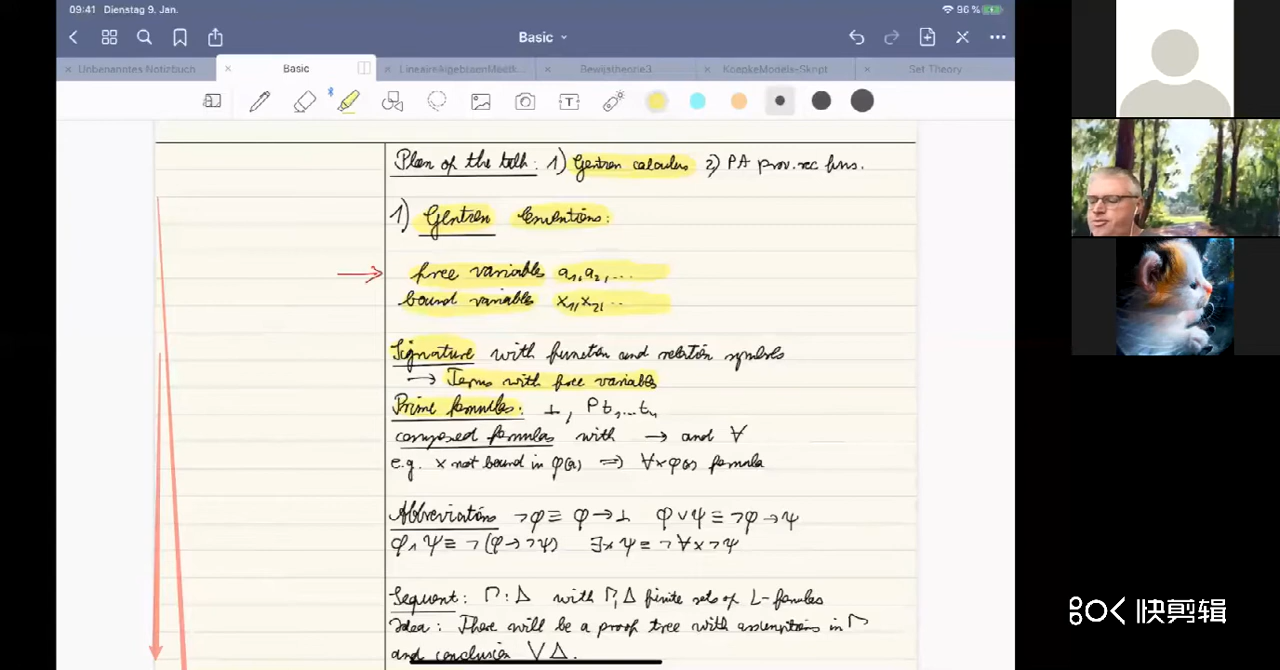 09:41 Dienstag 9. Jan.
96 %
Basic
Unbenanntes Notizbuch
Basic
LineaireAlgebraenMeetk...
Bewijstheorie3
KoepkeModels-Skript
Set Theory
Plan of the talk: 1) Gentzen calculus 2) PA prov. rec fns.
1) Gentzen Conventions:
free variables a₁, a₂, ...
bound variables x₁, x₂, ...
Signature with function and relation symbols
→ Terms with free variables
Prime formulas: ⊥, Pt₁...tₙ
composed formulas with → and ∀
e.g. x not bound in φ(a) ⇒ ∀xφ(x) formula
Abbreviations ¬φ ≡ φ→⊥ φ∨ψ ≡ ¬φ→ψ
φ∧ψ ≡ ¬(φ→¬ψ) ∃xψ ≡ ¬∀x¬ψ
Sequent: Γ:Δ with Γ,Δ finite sets of L-formulas
Idea: There will be a proof tree with assumptions in Γ
and conclusion ⋁Δ.
快剪辑